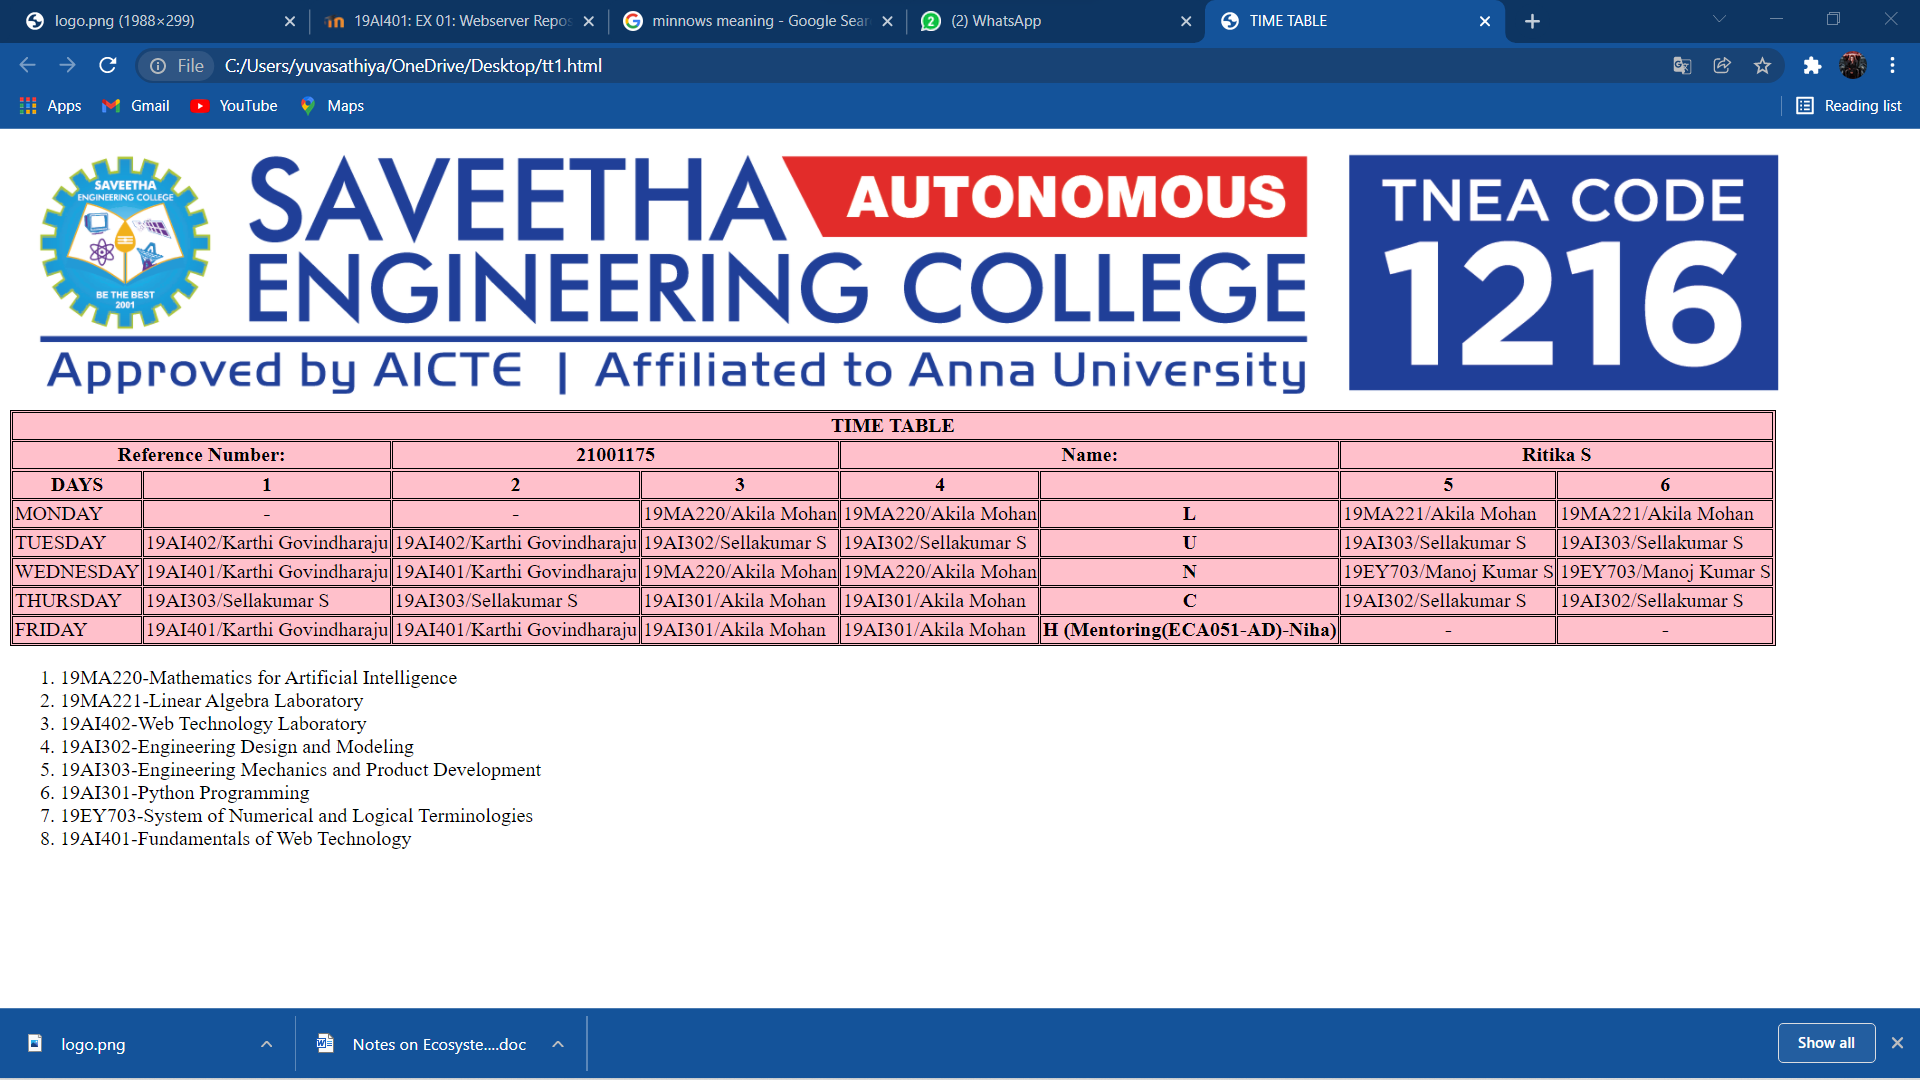 logo.png (1988×299)
19AI401: EX 01: Webserver Repos
minnows meaning - Google Sear
(2) WhatsApp
TIME TABLE
File C:/Users/yuvasathiya/OneDrive/Desktop/tt1.html
Apps Gmail YouTube Maps Reading list
SAVEETHA
ENGINEERING COLLEGE
BE THE BEST
2001
SAVEETHA AUTONOMOUS
ENGINEERING COLLEGE
Approved by AICTE | Affiliated to Anna University
TNEA CODE
1216
TIME TABLE
Reference Number: 21001175 Name: Ritika S
DAYS 1 2 3 4 5 6
MONDAY - - 19MA220/Akila Mohan 19MA220/Akila Mohan L 19MA221/Akila Mohan 19MA221/Akila Mohan
TUESDAY 19AI402/Karthi Govindharaju 19AI402/Karthi Govindharaju 19AI302/Sellakumar S 19AI302/Sellakumar S U 19AI303/Sellakumar S 19AI303/Sellakumar S
WEDNESDAY 19AI401/Karthi Govindharaju 19AI401/Karthi Govindharaju 19MA220/Akila Mohan 19MA220/Akila Mohan N 19EY703/Manoj Kumar S 19EY703/Manoj Kumar S
THURSDAY 19AI303/Sellakumar S 19AI303/Sellakumar S 19AI301/Akila Mohan 19AI301/Akila Mohan C 19AI302/Sellakumar S 19AI302/Sellakumar S
FRIDAY 19AI401/Karthi Govindharaju 19AI401/Karthi Govindharaju 19AI301/Akila Mohan 19AI301/Akila Mohan H (Mentoring(ECA051-AD)-Niha) - -
1. 19MA220-Mathematics for Artificial Intelligence
2. 19MA221-Linear Algebra Laboratory
3. 19AI402-Web Technology Laboratory
4. 19AI302-Engineering Design and Modeling
5. 19AI303-Engineering Mechanics and Product Development
6. 19AI301-Python Programming
7. 19EY703-System of Numerical and Logical Terminologies
8. 19AI401-Fundamentals of Web Technology
logo.png
Notes on Ecosyste....doc
Show all